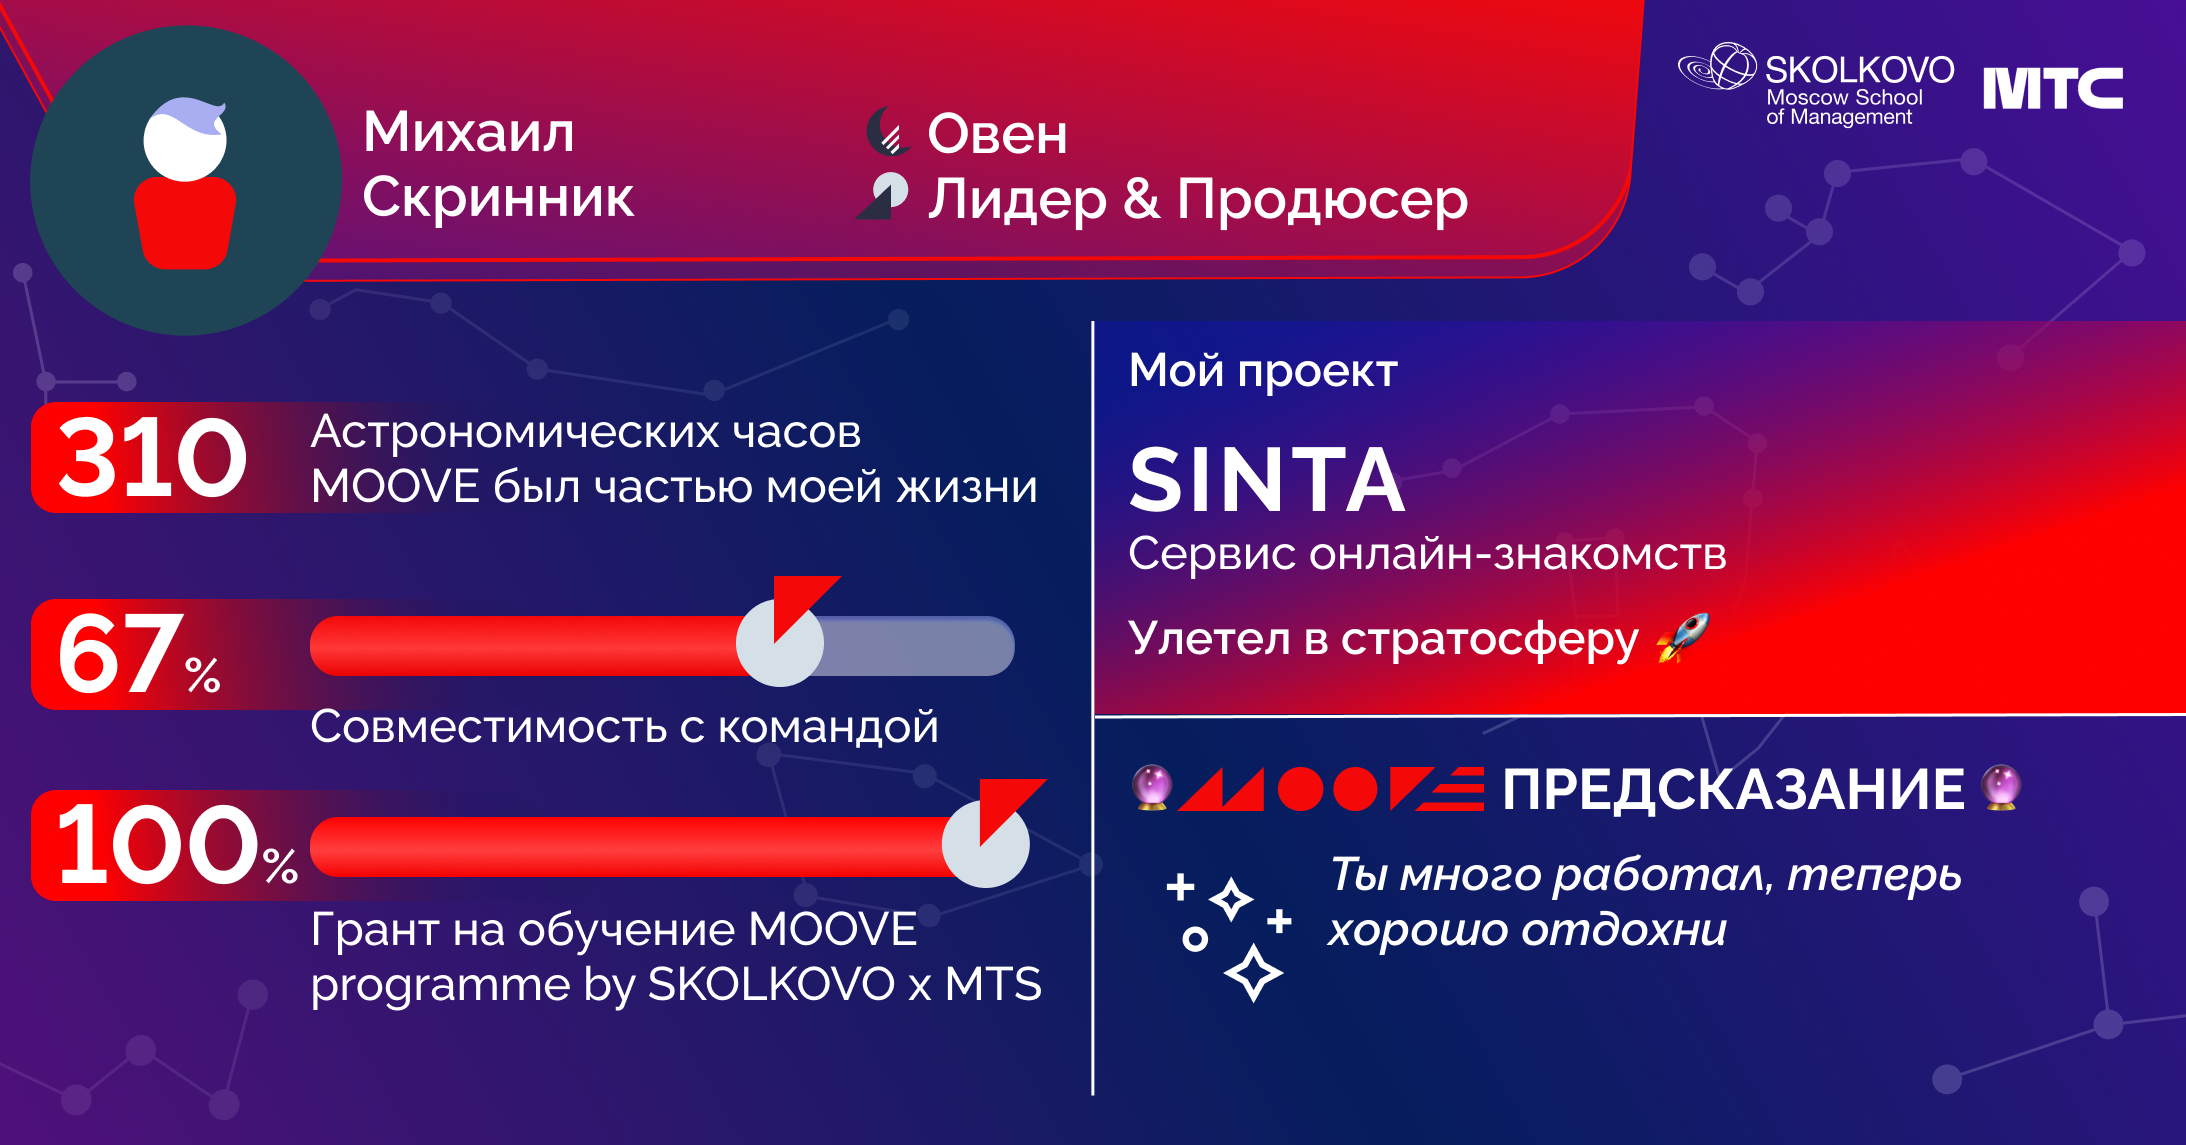 Михаил
Скринник
Овен
Лидер & Продюсер
SKOLKOVO
Moscow School
of Management
МТС
310
Астрономических часов
MOOVE был частью моей жизни
67%
Совместимость с командой
100%
Грант на обучение MOOVE
programme by SKOLKOVO x MTS
Мой проект
SINTA
Сервис онлайн-знакомств
Улетел в стратосферу 🚀
🔮 MOOVE ПРЕДСКАЗАНИЕ 🔮
Ты много работал, теперь
хорошо отдохни